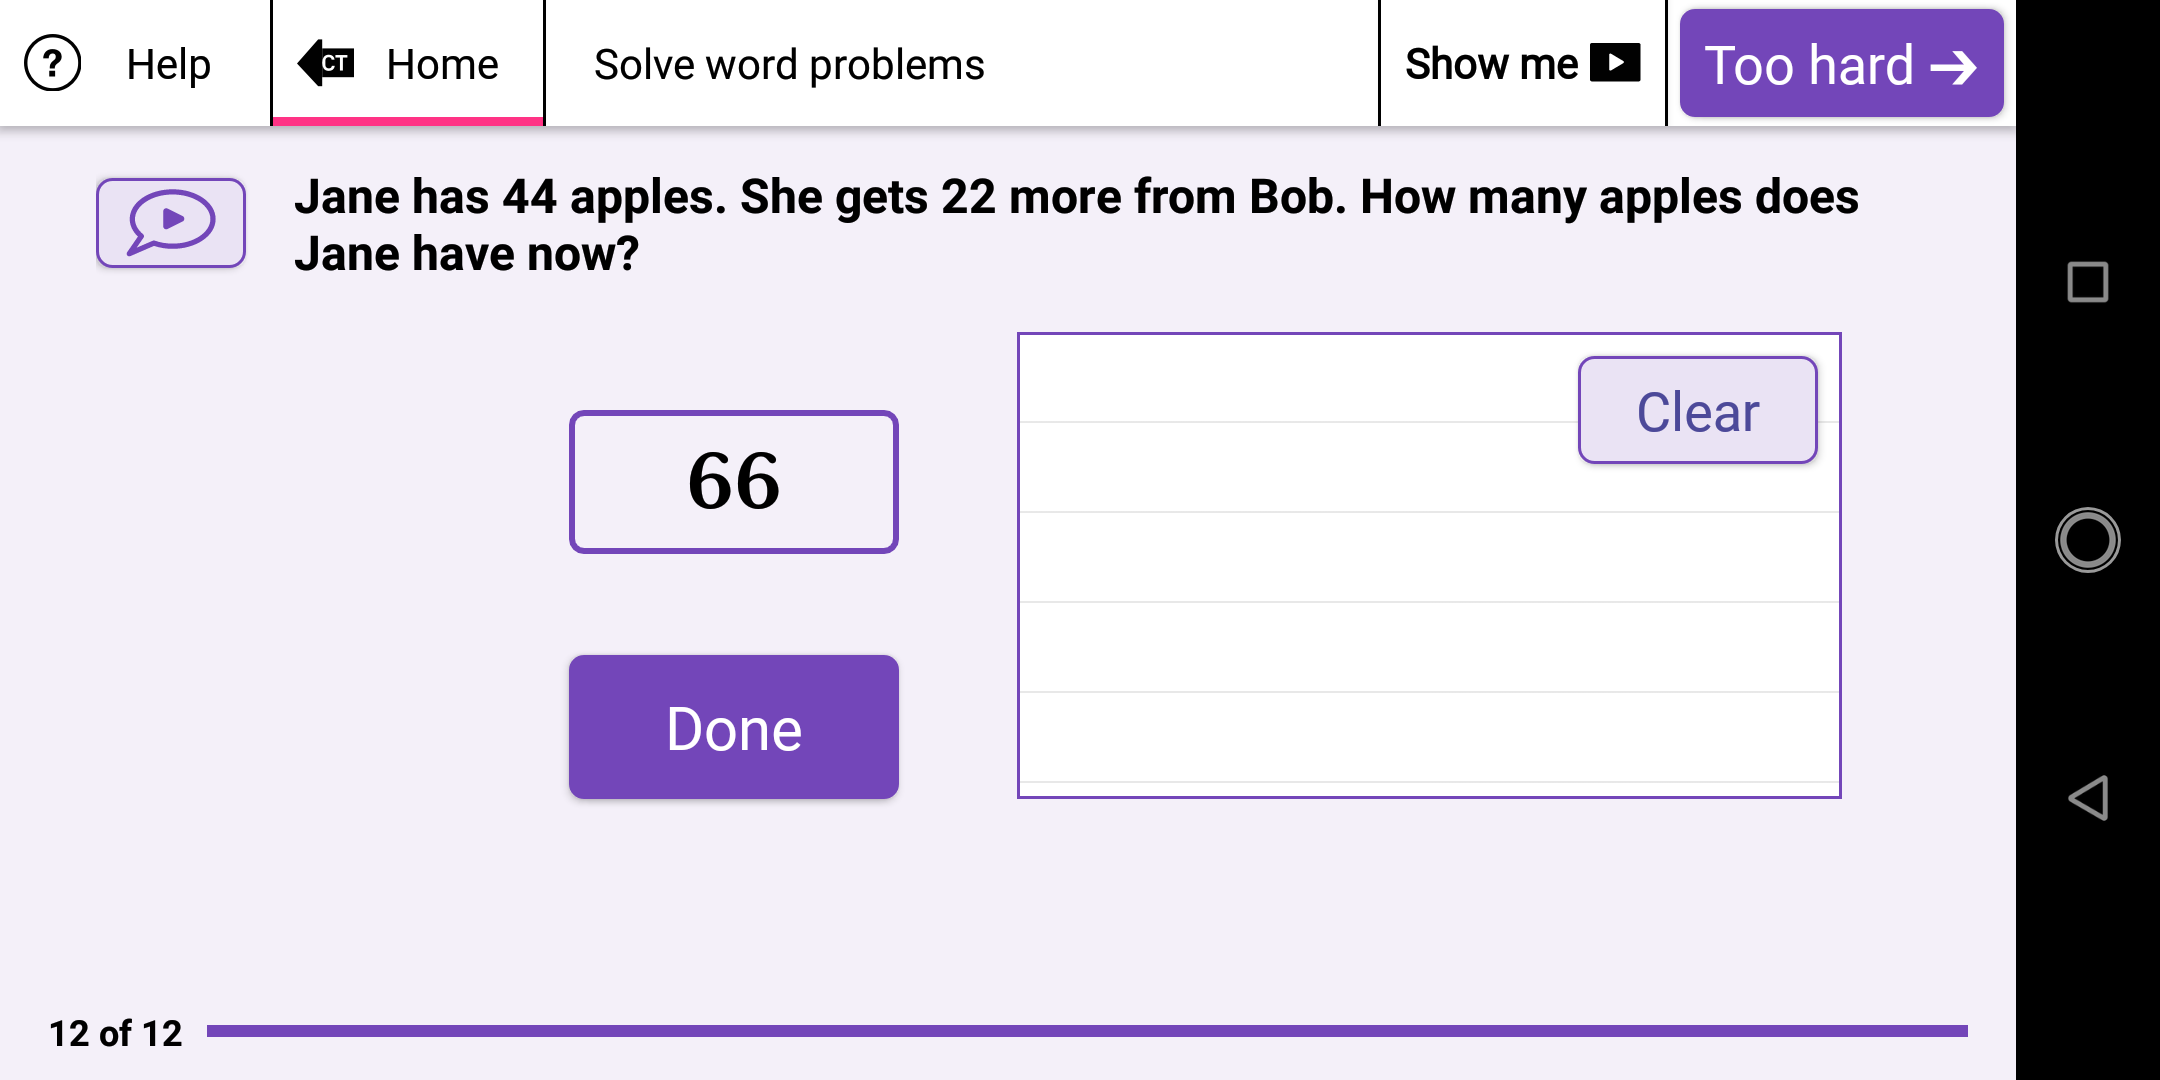 ? Help
CT Home
Solve word problems
Show me
Too hard
Jane has 44 apples. She gets 22 more from Bob. How many apples does
Jane have now?
Clear
66
Done
12 of 12